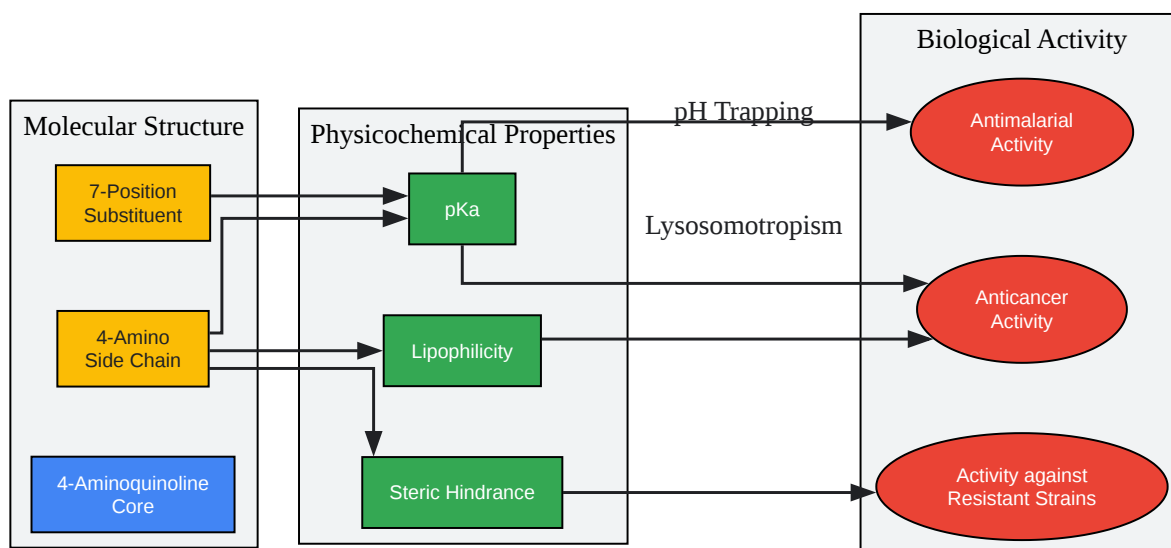 Molecular Structure
7-Position
Substituent
4-Amino
Side Chain
4-Aminoquinoline
Core
Physicochemical Properties
pKa
Lipophilicity
Steric Hindrance
pH Trapping
Lysosomotropism
Biological Activity
Antimalarial
Activity
Anticancer
Activity
Activity against
Resistant Strains